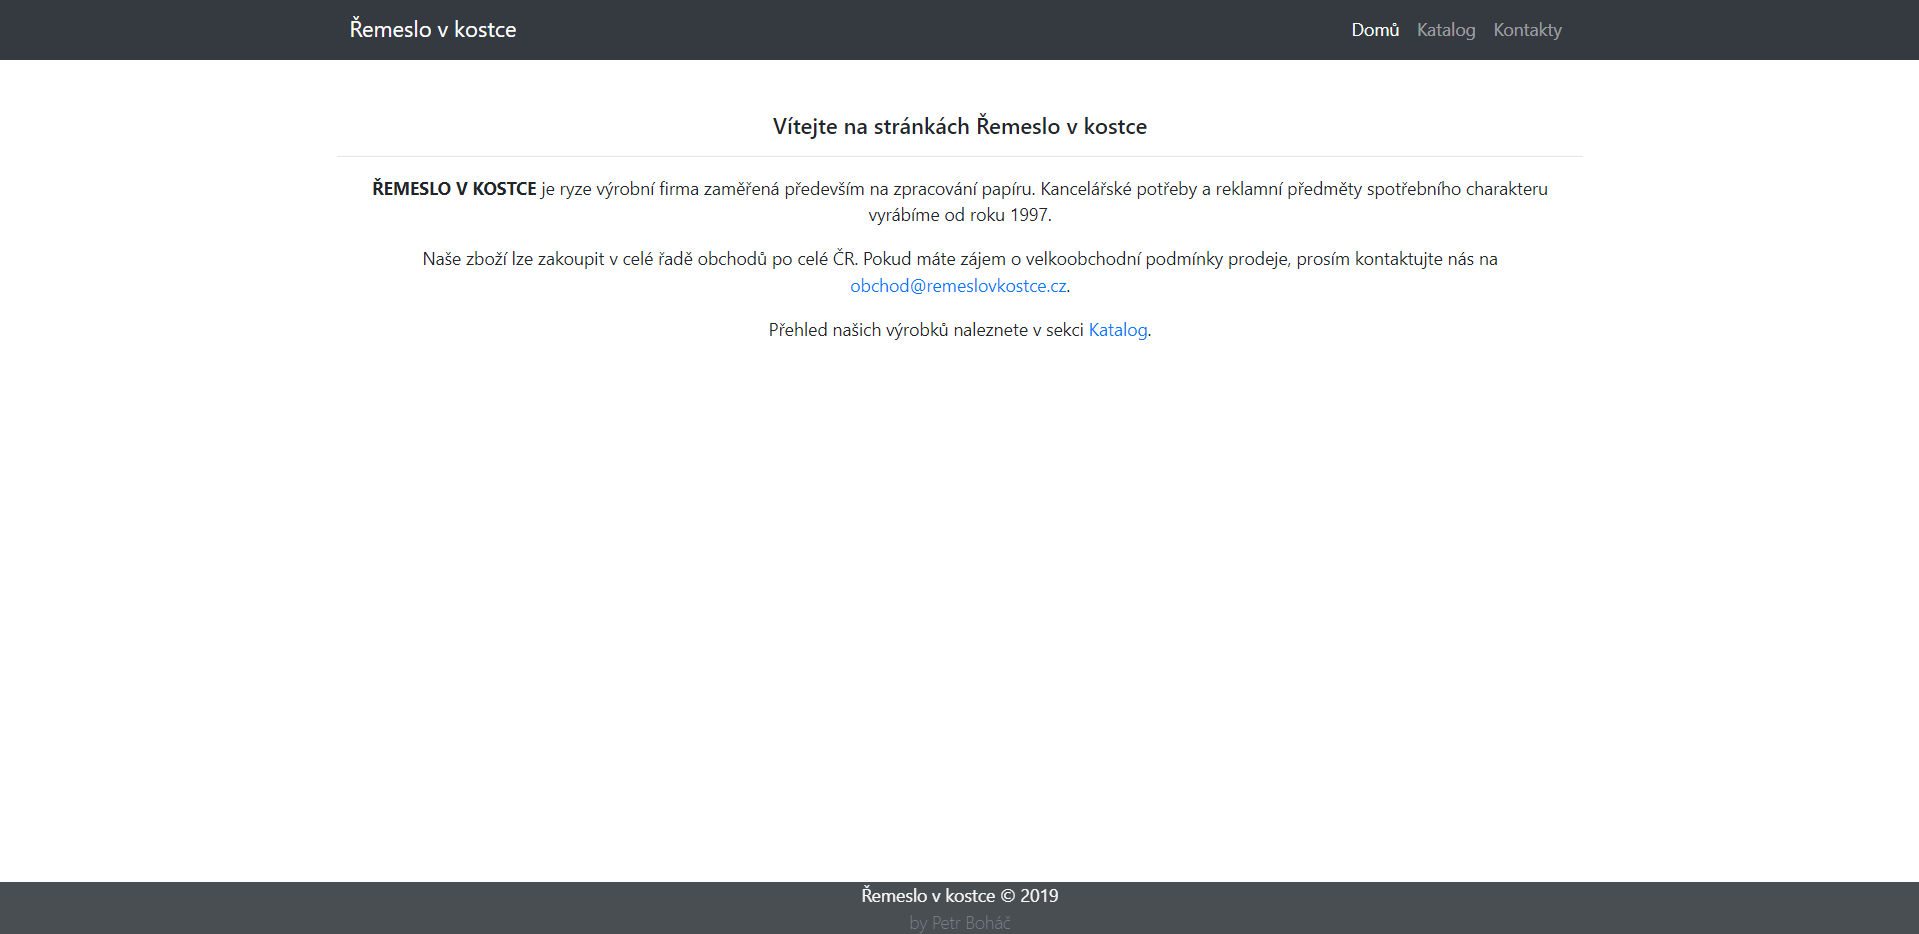 Řemeslo v kostce
Domů Katalog Kontakty
Vítejte na stránkách Řemeslo v kostce
ŘEMESLO V KOSTCE je ryze výrobní firma zaměřená především na zpracování papíru. Kancelářské potřeby a reklamní předměty spotřebního charakteru
vyrábíme od roku 1997.
Naše zboží lze zakoupit v celé řadě obchodů po celé ČR. Pokud máte zájem o velkoobchodní podmínky prodeje, prosím kontaktujte nás na
obchod@remeslovkostce.cz.
Přehled našich výrobků naleznete v sekci Katalog.
Řemeslo v kostce © 2019
by Petr Boháč